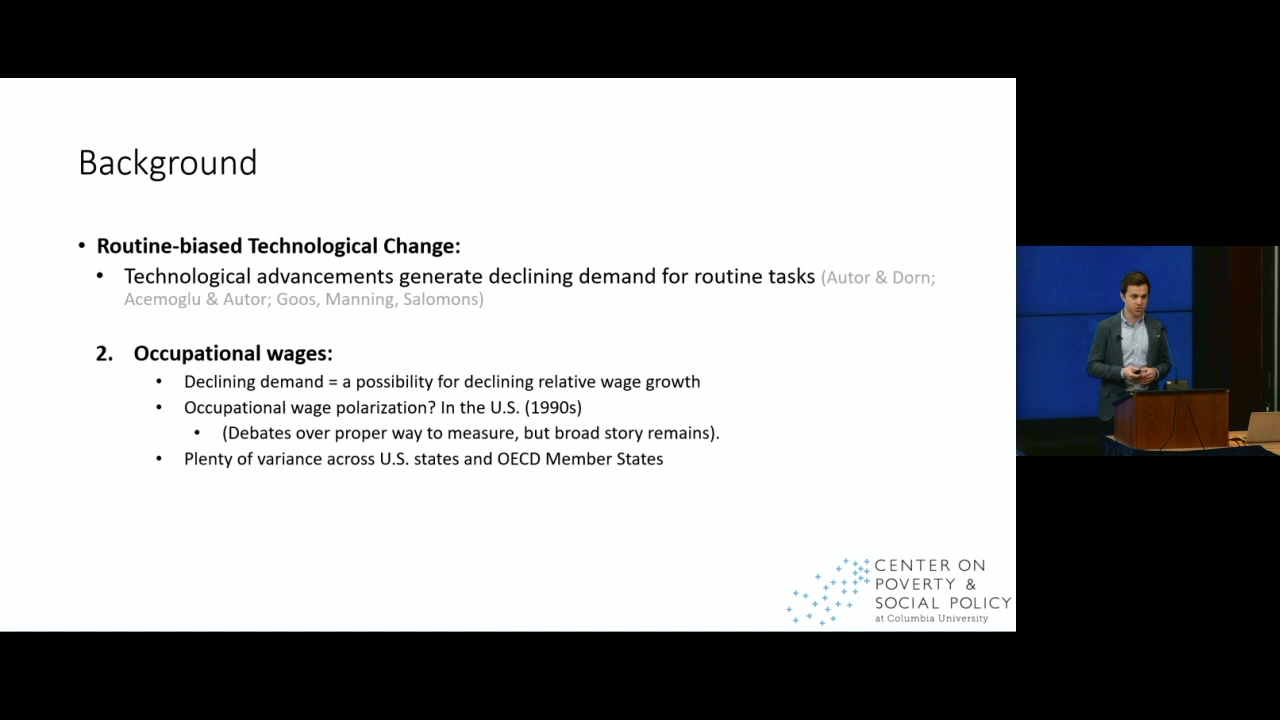 Background
• Routine-biased Technological Change:
• Technological advancements generate declining demand for routine tasks (Autor & Dorn;
Acemoglu & Autor; Goos, Manning, Salomons)
2. Occupational wages:
• Declining demand = a possibility for declining relative wage growth
• Occupational wage polarization? In the U.S. (1990s)
• (Debates over proper way to measure, but broad story remains).
• Plenty of variance across U.S. states and OECD Member States
CENTER ON
POVERTY &
SOCIAL POLICY
at Columbia University